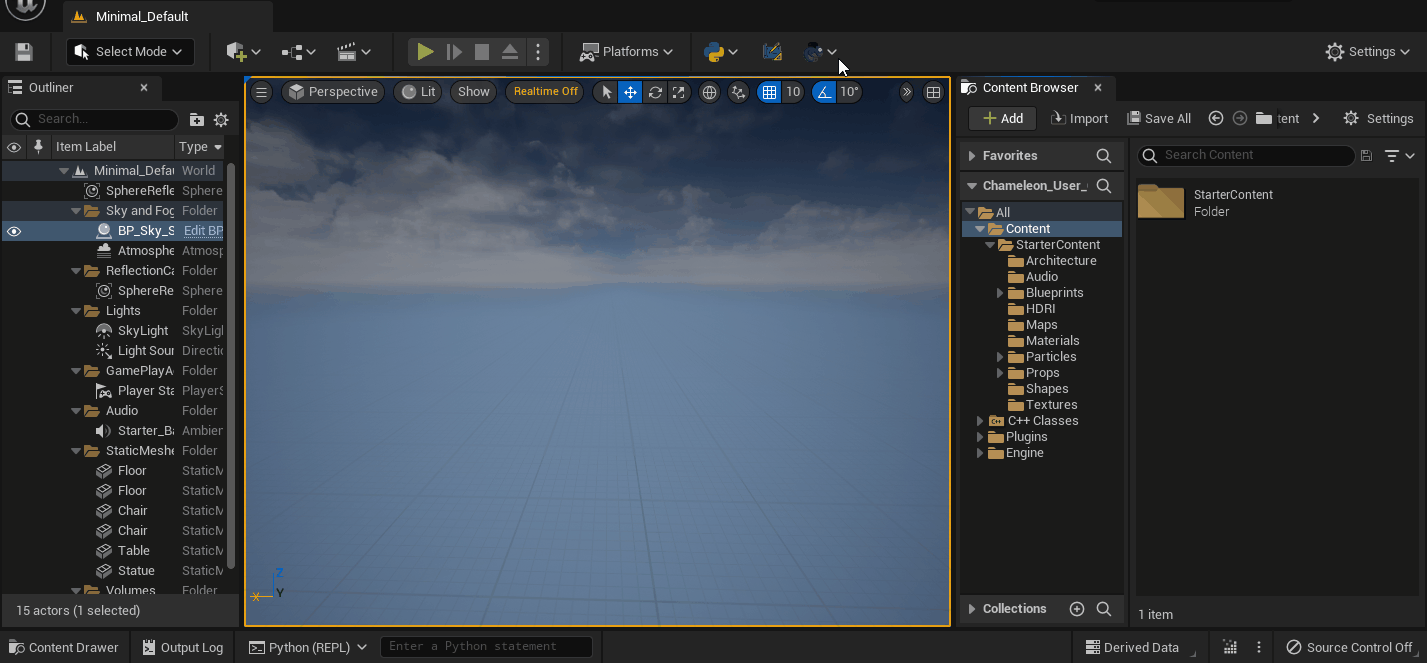 Minimal_Default
Select Mode
Platforms
Settings
Outliner
Search...
Item Label Type
Minimal_Defau World
SphereRefle Sphere
Sky and Fog Folder
BP_Sky_S Edit BP
Atmosphe Atmosp
ReflectionCa Folder
SphereRe Sphere
Lights Folder
SkyLight SkyLig
Light Sour Directi
GamePlayA Folder
Player Sta PlayerS
Audio Folder
Starter_Ba Ambien
StaticMeshe Folder
Floor StaticM
Floor StaticM
Chair StaticM
Chair StaticM
Table StaticM
Statue StaticM
Volumes Folder
15 actors (1 selected)
Perspective
Lit
Show
Realtime Off
10
10°
Z
X
Y
Content Browser
Add
Import
Save All
tent
Settings
Favorites
Chameleon_User_
All
Content
StarterContent
Architecture
Audio
Blueprints
HDRI
Maps
Materials
Particles
Props
Shapes
Textures
C++ Classes
Plugins
Engine
Collections
Search Content
StarterContent
Folder
1 item
Content Drawer
Output Log
Python (REPL)
Enter a Python statement
Derived Data
Source Control Off